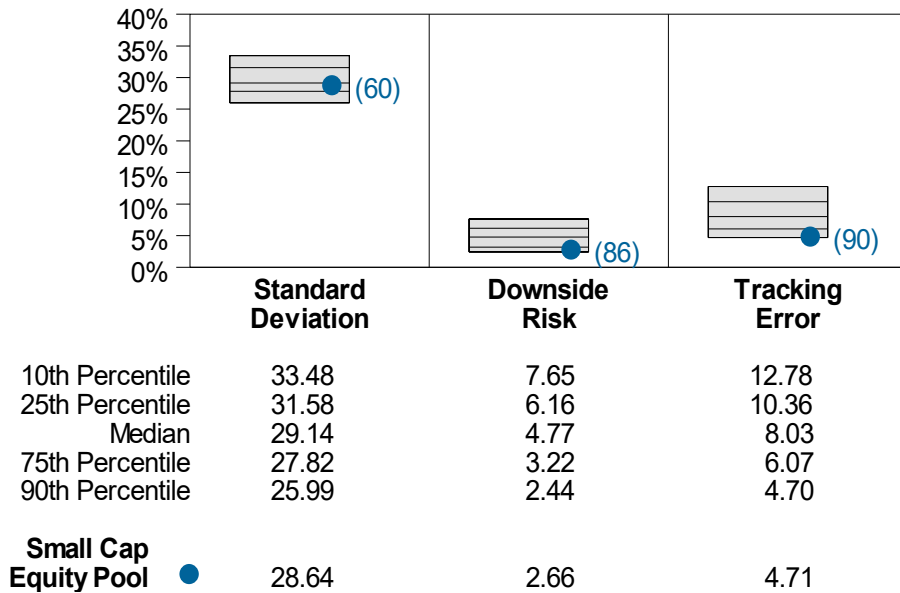 40%
35%
30%
25%
20%
15%
10%
5%
0%
(60)
(86)
(90)
Standard Deviation
Downside Risk
Tracking Error
10th Percentile 33.48 7.65 12.78
25th Percentile 31.58 6.16 10.36
Median 29.14 4.77 8.03
75th Percentile 27.82 3.22 6.07
90th Percentile 25.99 2.44 4.70
Small Cap
Equity Pool 28.64 2.66 4.71